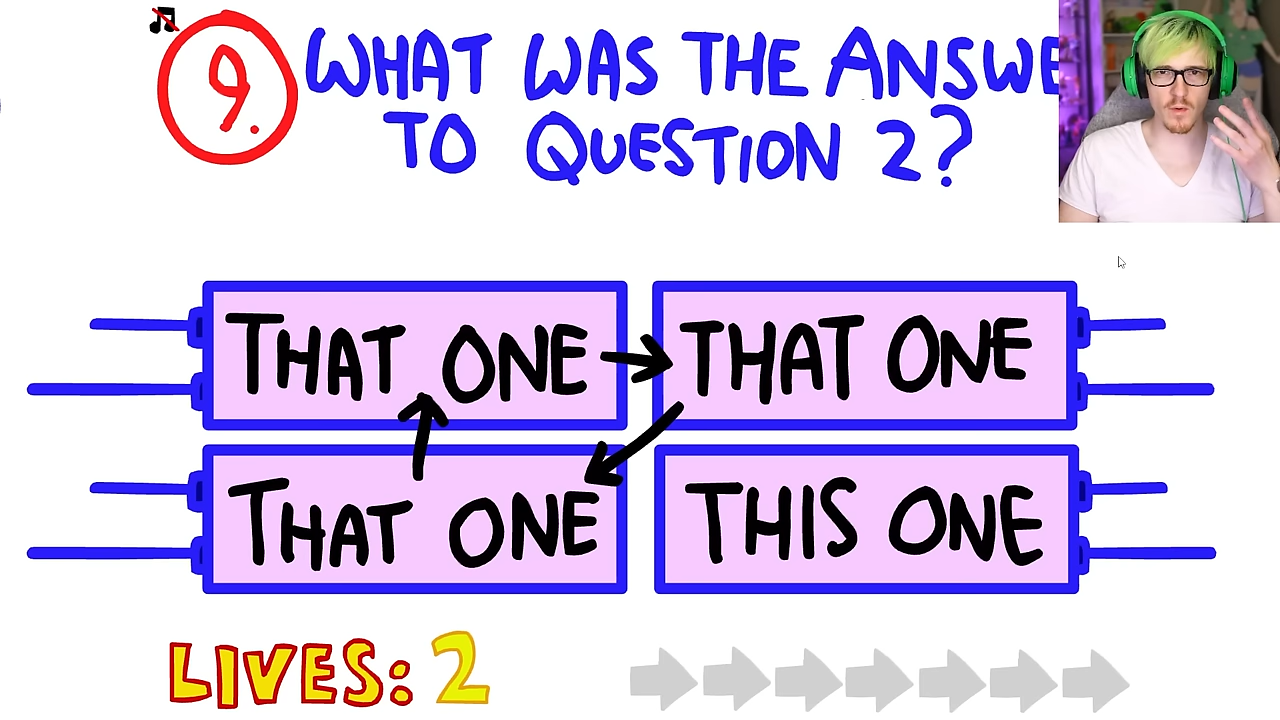 9. WHAT WAS THE ANSWE
TO QUESTION 2?
THAT ONE
THAT ONE
THAT ONE
THIS ONE
LIVES: 2